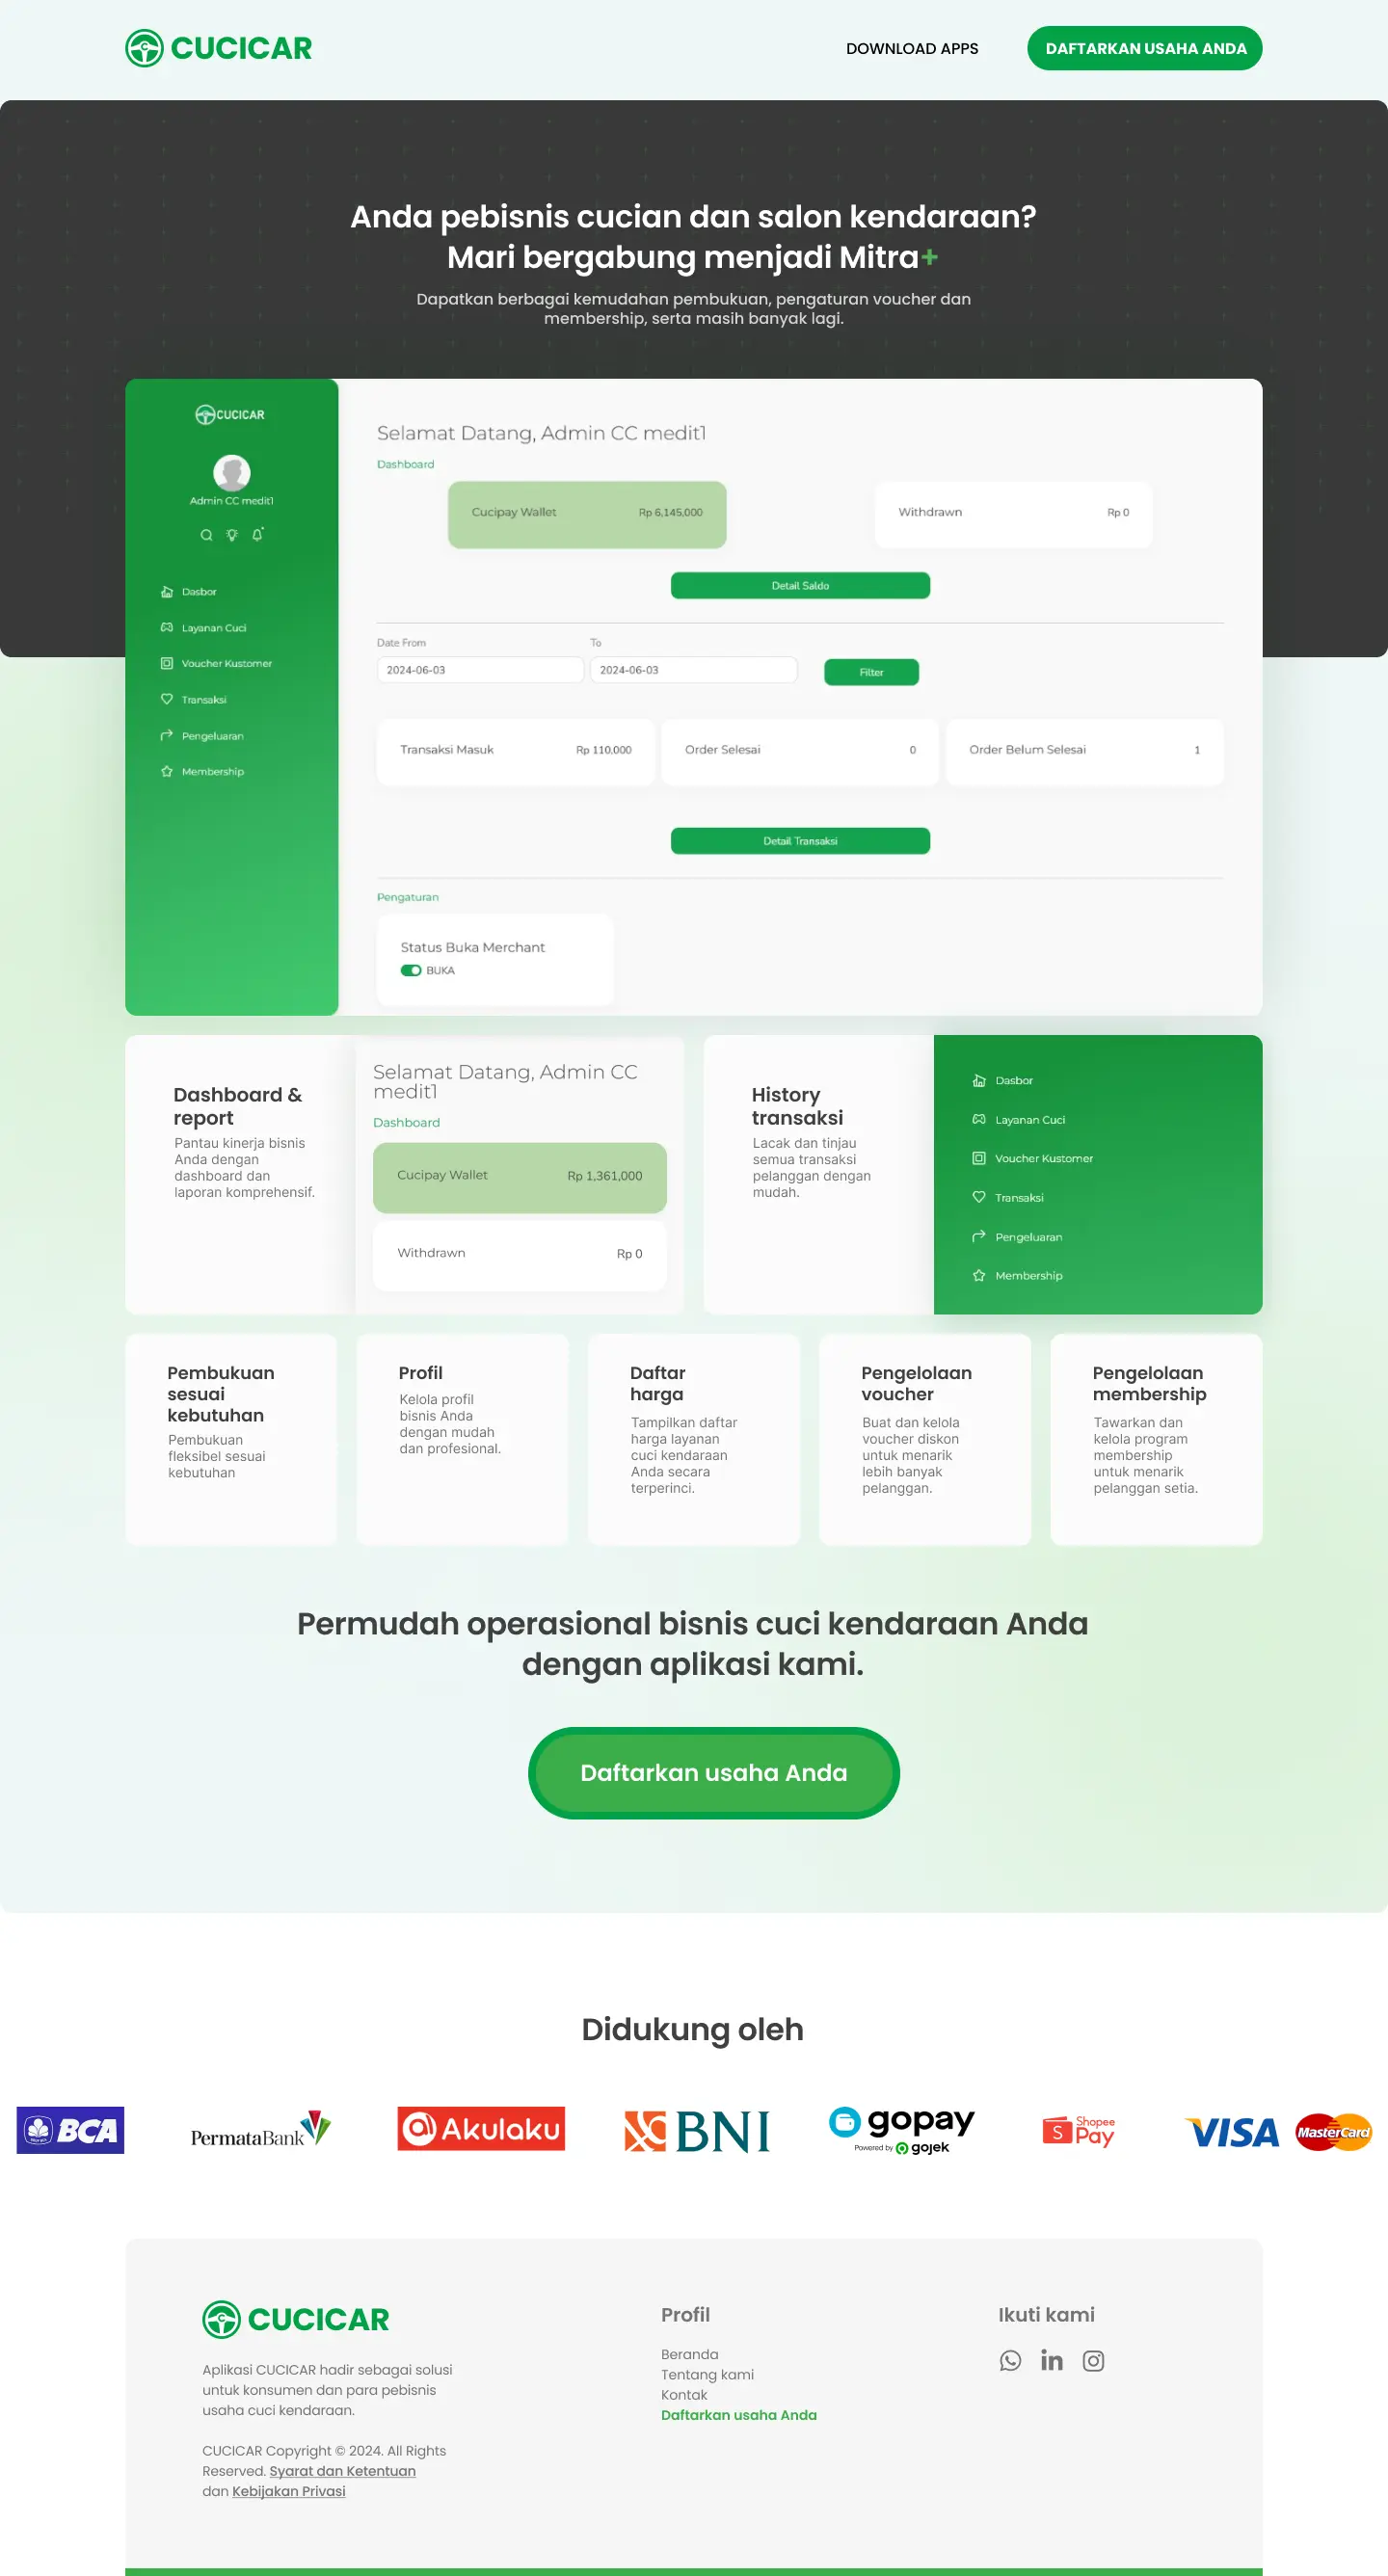 CUCICAR
DOWNLOAD APPS
DAFTARKAN USAHA ANDA
Anda pebisnis cucian dan salon kendaraan?
Mari bergabung menjadi Mitra+
Dapatkan berbagai kemudahan pembukuan, pengaturan voucher dan
membership, serta masih banyak lagi.
CUCICAR
Admin CC medit1
Dasbor
Layanan Cuci
Voucher Kustomer
Transaksi
Pengeluaran
Membership
Selamat Datang, Admin CC medit1
Dashboard
Cucipay Wallet Rp 6,145,000
Withdrawn Rp 0
Detail Saldo
Date From To
2024-06-03 2024-06-03 Filter
Transaksi Masuk Rp 110,000
Order Selesai 0
Order Belum Selesai 1
Detail Transaksi
Pengaturan
Status Buka Merchant
BUKA
Dashboard &
report
Pantau kinerja bisnis
Anda dengan
dashboard dan
laporan komprehensif.
Selamat Datang, Admin CC
medit1
Dashboard
Cucipay Wallet Rp 1,361,000
Withdrawn Rp 0
History
transaksi
Lacak dan tinjau
semua transaksi
pelanggan dengan
mudah.
Dasbor
Layanan Cuci
Voucher Kustomer
Transaksi
Pengeluaran
Membership
Pembukuan
sesuai
kebutuhan
Pembukuan
fleksibel sesuai
kebutuhan
Profil
Kelola profil
bisnis Anda
dengan mudah
dan profesional.
Daftar
harga
Tampilkan daftar
harga layanan
cuci kendaraan
Anda secara
terperinci.
Pengelolaan
voucher
Buat dan kelola
voucher diskon
untuk menarik
lebih banyak
pelanggan.
Pengelolaan
membership
Tawarkan dan
kelola program
membership
untuk menarik
pelanggan setia.
Permudah operasional bisnis cuci kendaraan Anda
dengan aplikasi kami.
Daftarkan usaha Anda
Didukung oleh
BCA
PermataBank
Akulaku
BNI
gopay
Powered by gojek
Shopee
Pay
VISA
MasterCard
CUCICAR
Aplikasi CUCICAR hadir sebagai solusi
untuk konsumen dan para pebisnis
usaha cuci kendaraan.
CUCICAR Copyright © 2024. All Rights
Reserved. Syarat dan Ketentuan
dan Kebijakan Privasi
Profil
Beranda
Tentang kami
Kontak
Daftarkan usaha Anda
Ikuti kami